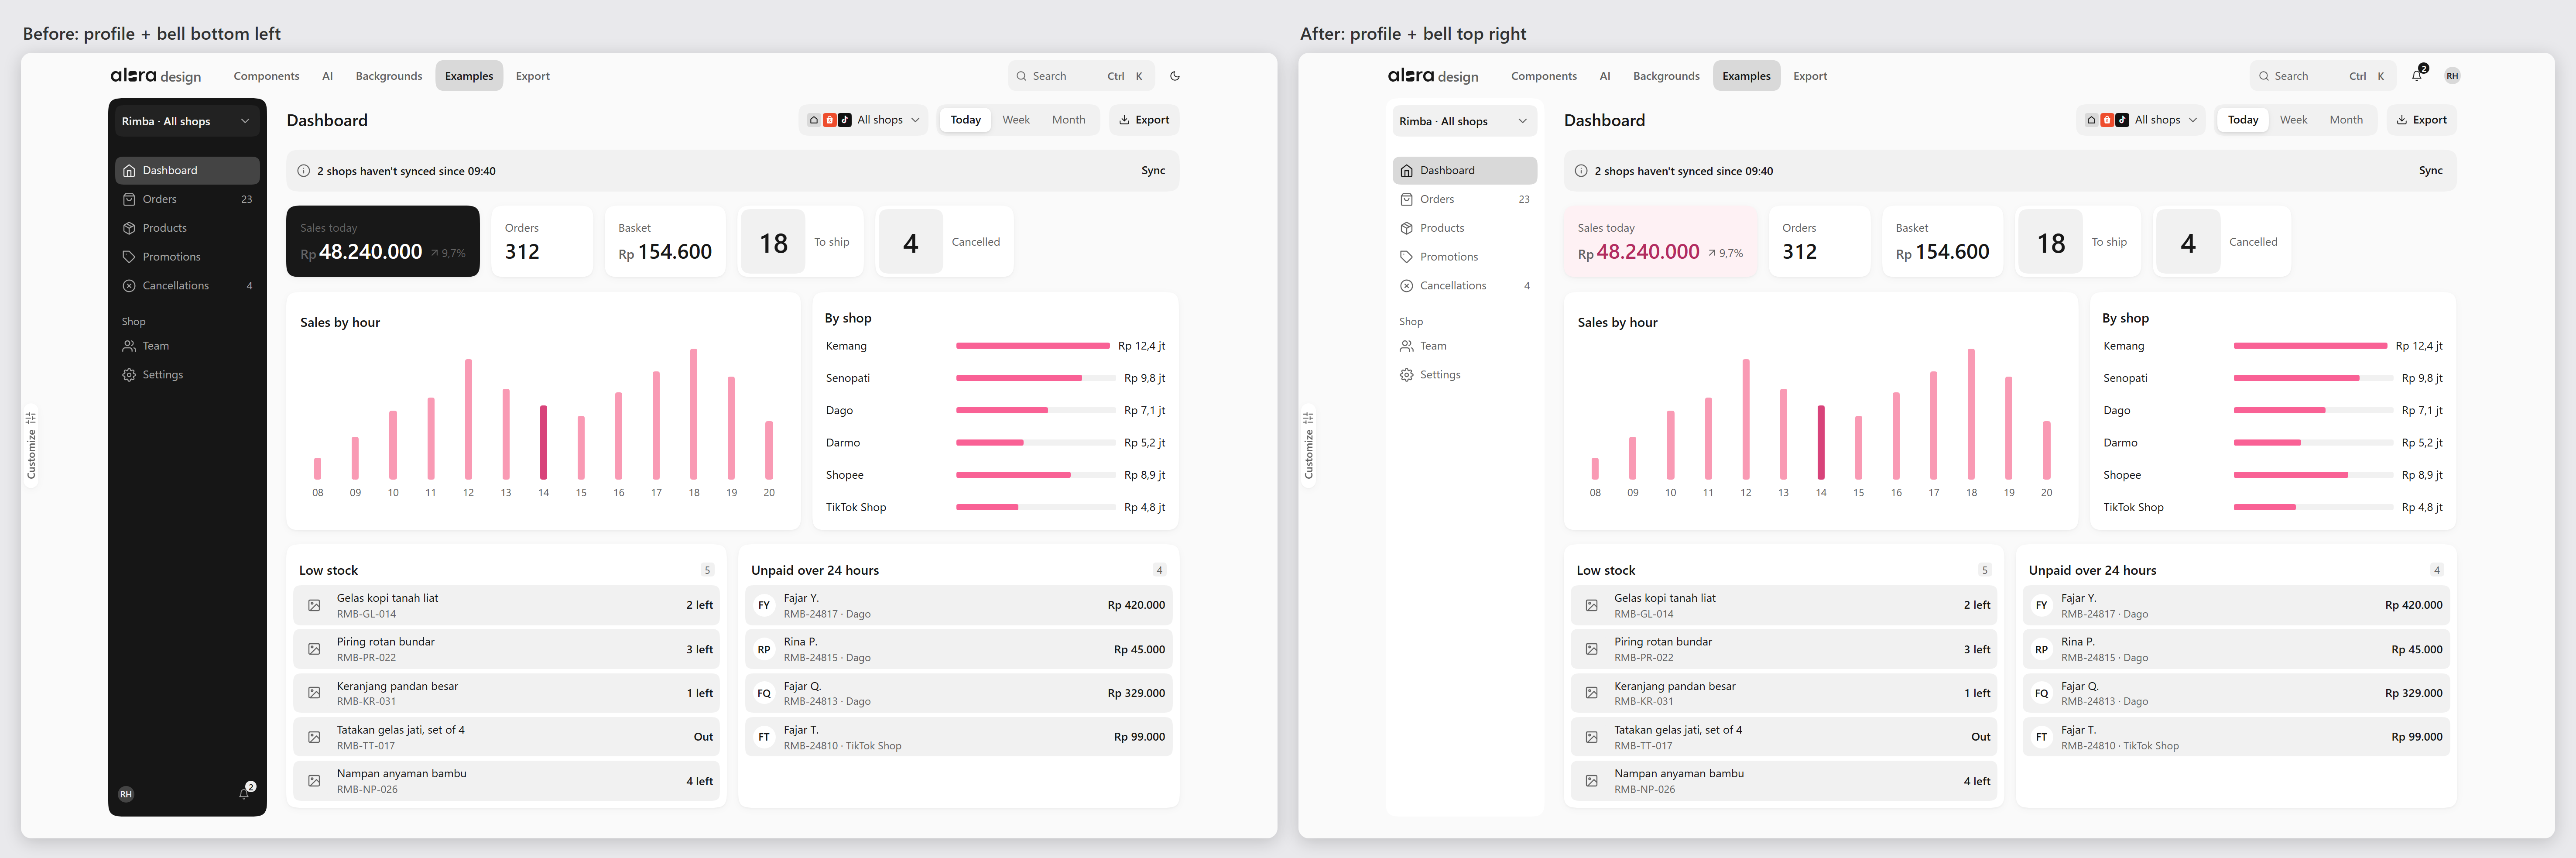 Before: profile + bell bottom left
alera design
Components
AI
Backgrounds
Examples
Export
Search
Ctrl K
Rimba · All shops
Dashboard
Orders 23
Products
Promotions
Cancellations 4
Shop
Team
Settings
RH
2
Customize
Dashboard
All shops
Today
Week
Month
Export
2 shops haven't synced since 09:40
Sync
Sales today
Rp 48.240.000 9,7%
Orders
312
Basket
Rp 154.600
18 To ship
4 Cancelled
Sales by hour
08 09 10 11 12 13 14 15 16 17 18 19 20
By shop
Kemang Rp 12,4 jt
Senopati Rp 9,8 jt
Dago Rp 7,1 jt
Darmo Rp 5,2 jt
Shopee Rp 8,9 jt
TikTok Shop Rp 4,8 jt
Low stock 5
Gelas kopi tanah liat
RMB-GL-014
2 left
Piring rotan bundar
RMB-PR-022
3 left
Keranjang pandan besar
RMB-KR-031
1 left
Tatakan gelas jati, set of 4
RMB-TT-017
Out
Nampan anyaman bambu
RMB-NP-026
4 left
Unpaid over 24 hours 4
FY
Fajar Y.
RMB-24817 · Dago
Rp 420.000
RP
Rina P.
RMB-24815 · Dago
Rp 45.000
FQ
Fajar Q.
RMB-24813 · Dago
Rp 329.000
FT
Fajar T.
RMB-24810 · TikTok Shop
Rp 99.000
After: profile + bell top right
alera design
Components
AI
Backgrounds
Examples
Export
Search
Ctrl K
2
RH
Rimba · All shops
Dashboard
Orders 23
Products
Promotions
Cancellations 4
Shop
Team
Settings
Customize
Dashboard
All shops
Today
Week
Month
Export
2 shops haven't synced since 09:40
Sync
Sales today
Rp 48.240.000 9,7%
Orders
312
Basket
Rp 154.600
18 To ship
4 Cancelled
Sales by hour
08 09 10 11 12 13 14 15 16 17 18 19 20
By shop
Kemang Rp 12,4 jt
Senopati Rp 9,8 jt
Dago Rp 7,1 jt
Darmo Rp 5,2 jt
Shopee Rp 8,9 jt
TikTok Shop Rp 4,8 jt
Low stock 5
Gelas kopi tanah liat
RMB-GL-014
2 left
Piring rotan bundar
RMB-PR-022
3 left
Keranjang pandan besar
RMB-KR-031
1 left
Tatakan gelas jati, set of 4
RMB-TT-017
Out
Nampan anyaman bambu
RMB-NP-026
4 left
Unpaid over 24 hours 4
FY
Fajar Y.
RMB-24817 · Dago
Rp 420.000
RP
Rina P.
RMB-24815 · Dago
Rp 45.000
FQ
Fajar Q.
RMB-24813 · Dago
Rp 329.000
FT
Fajar T.
RMB-24810 · TikTok Shop
Rp 99.000